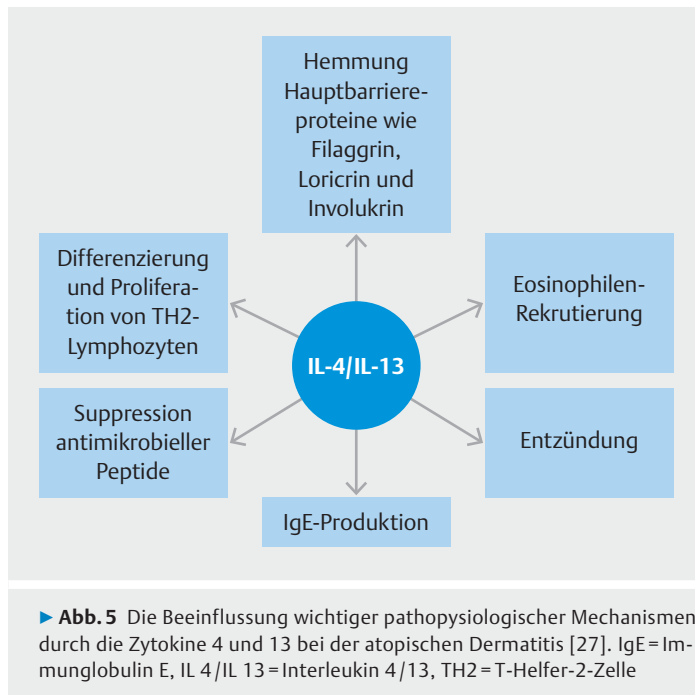 Hemmung
Hauptbarriere-
proteine wie
Filaggrin,
Loricrin und
Involukrin
Differenzierung
und Prolifera-
tion von TH2-
Lymphozyten
Eosinophilen-
Rekrutierung
IL-4/IL-13
Suppression
antimikrobieller
Peptide
Entzündung
IgE-Produktion
► Abb. 5 Die Beeinflussung wichtiger pathopysiologischer Mechanismen
durch die Zytokine 4 und 13 bei der atopischen Dermatitis [27]. IgE = Im-
munglobulin E, IL 4/IL 13 = Interleukin 4/13, TH2 = T-Helfer-2-Zelle